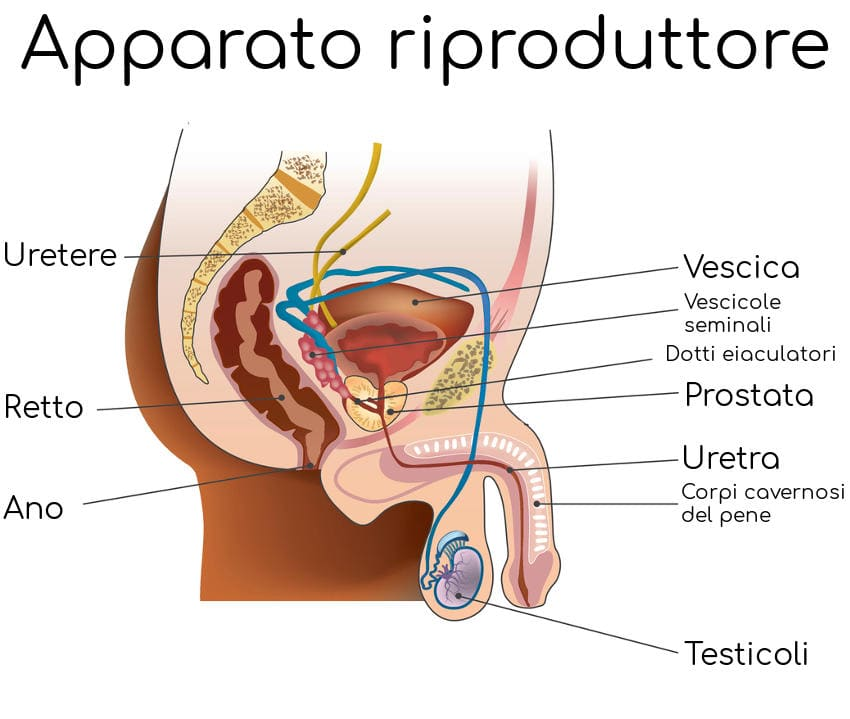 Apparato riproduttore
Uretere
Retto
Ano
Vescica
Vescicole
seminali
Dotti eiaculatori
Prostata
Uretra
Corpi cavernosi
del pene
Testicoli